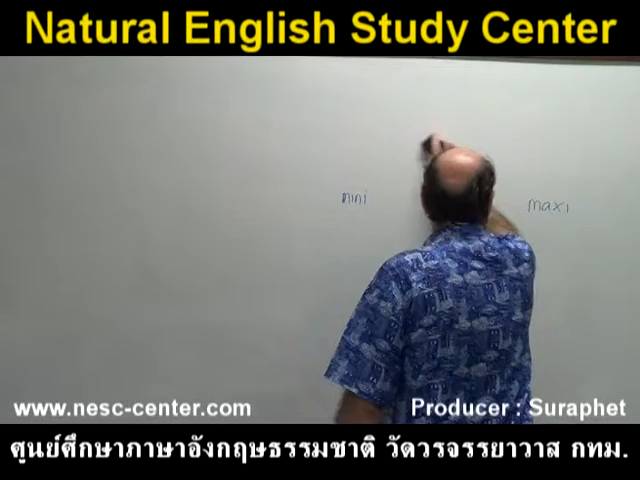 Natural English Study Center
mini
maxi
www.nesc-center.com
Producer : Suraphet
ศูนย์ศึกษาภาษาอังกฤษธรรมชาติ วัดวรจรรยาวาส กทม.